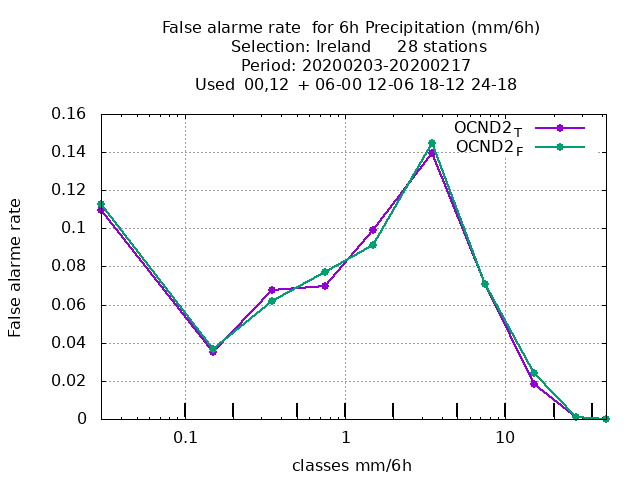 False alarme rate  for 6h Precipitation (mm/6h)
Selection: Ireland     28 stations
Period: 20200203-20200217
Used  00,12  + 06-00 12-06 18-12 24-18
OCND2T
OCND2F
False alarme rate
0.16
0.14
0.12
0.1
0.08
0.06
0.04
0.02
0
0.1 1 10
classes mm/6h